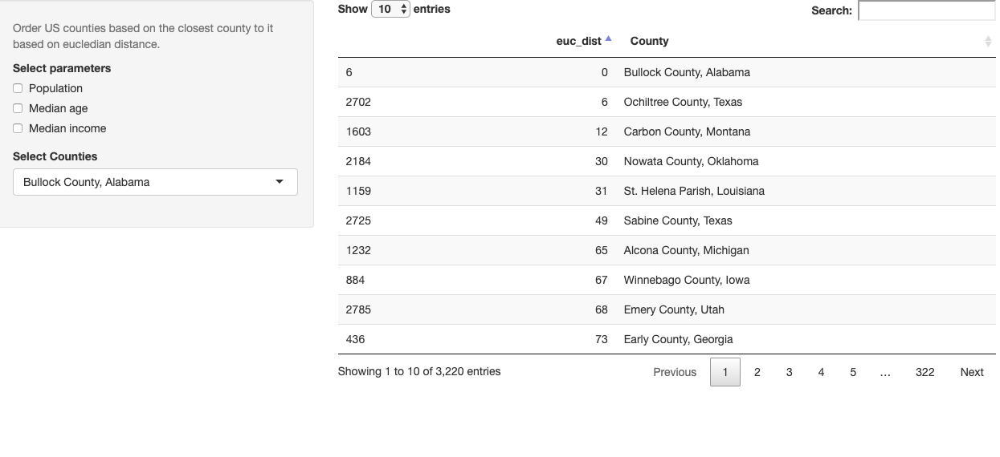 Order US counties based on the closest county to it
based on eucledian distance.
Select parameters
Population
Median age
Median income
Select Counties
Bullock County, Alabama
Show 10 entries
Search:
euc_dist County
6 0 Bullock County, Alabama
2702 6 Ochiltree County, Texas
1603 12 Carbon County, Montana
2184 30 Nowata County, Oklahoma
1159 31 St. Helena Parish, Louisiana
2725 49 Sabine County, Texas
1232 65 Alcona County, Michigan
884 67 Winnebago County, Iowa
2785 68 Emery County, Utah
436 73 Early County, Georgia
Showing 1 to 10 of 3,220 entries
Previous 1 2 3 4 5 … 322 Next